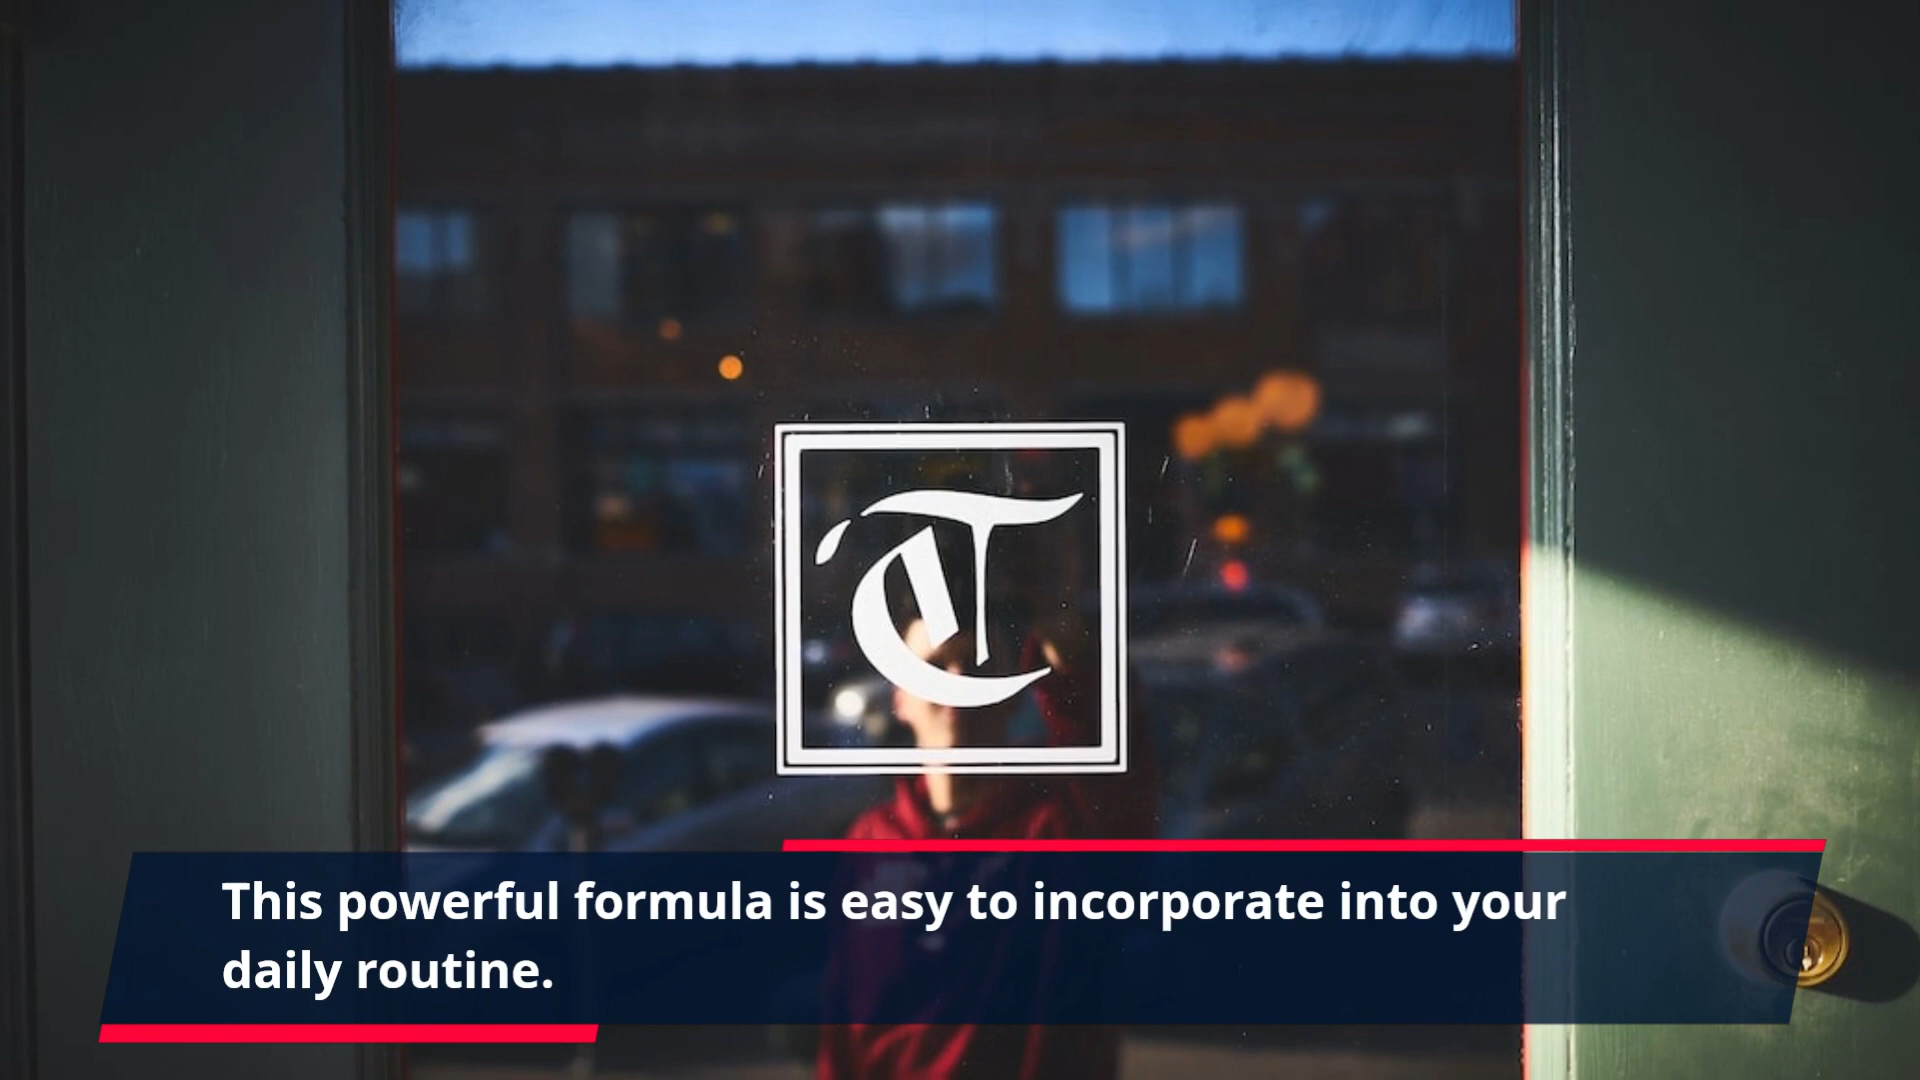 T
This powerful formula is easy to incorporate into your
daily routine.